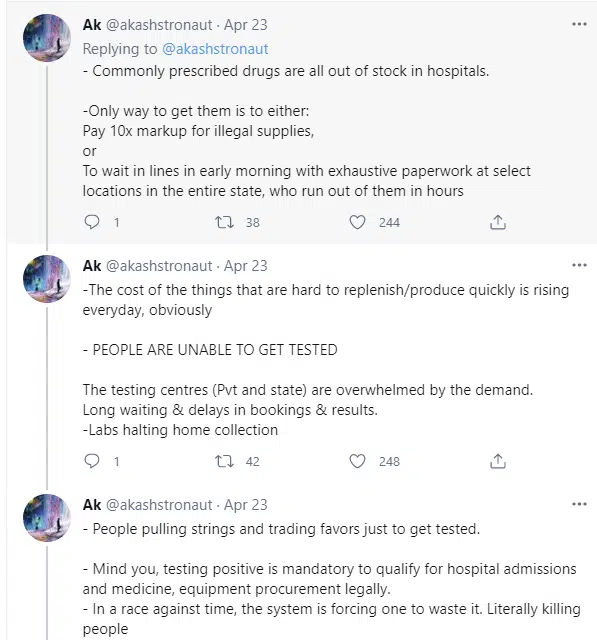 Ak @akashstronaut · Apr 23
Replying to @akashstronaut
- Commonly prescribed drugs are all out of stock in hospitals.
-Only way to get them is to either:
Pay 10x markup for illegal supplies,
or
To wait in lines in early morning with exhaustive paperwork at select
locations in the entire state, who run out of them in hours
1 38 244
Ak @akashstronaut · Apr 23
-The cost of the things that are hard to replenish/produce quickly is rising
everyday, obviously
- PEOPLE ARE UNABLE TO GET TESTED
The testing centres (Pvt and state) are overwhelmed by the demand.
Long waiting & delays in bookings & results.
-Labs halting home collection
1 42 248
Ak @akashstronaut · Apr 23
- People pulling strings and trading favors just to get tested.
- Mind you, testing positive is mandatory to qualify for hospital admissions
and medicine, equipment procurement legally.
- In a race against time, the system is forcing one to waste it. Literally killing
people